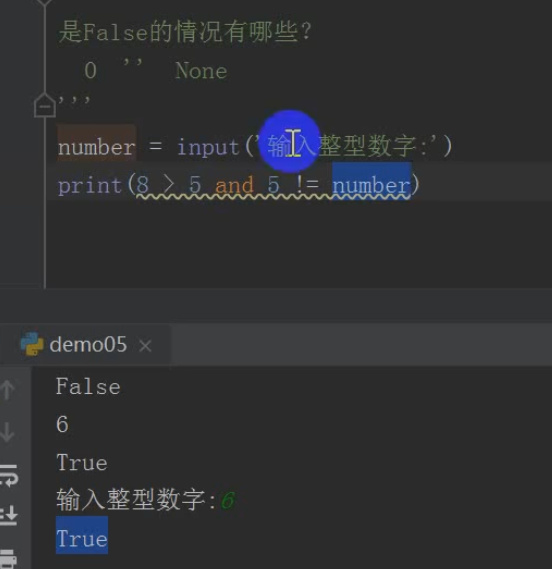 是False的情况有哪些?
0 '' None
'''
number = input('输入整型数字:')
print(8 > 5 and 5 != number)
demo05
False
6
True
输入整型数字:6
True